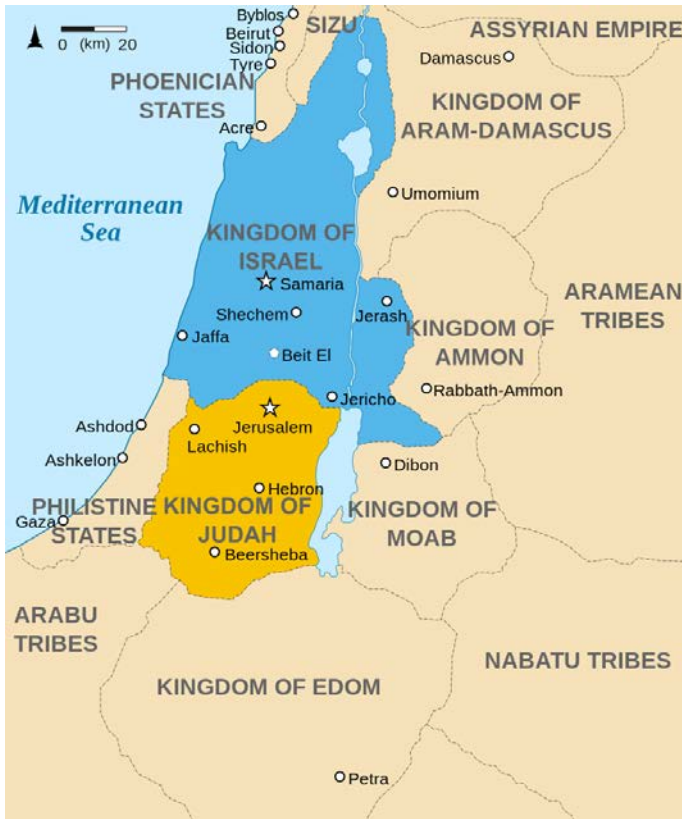 Byblos
SIZU
ASSYRIAN EMPIRE
Beirut
0 (km) 20
Sidon
Tyre
Damascus
PHOENICIAN
STATES
KINGDOM OF
ARAM-DAMASCUS
Acre
Umomium
Mediterranean
Sea
KINGDOM OF
ISRAEL
Samaria
ARAMEAN
TRIBES
Shechem
Jerash
KINGDOM OF
AMMON
Jaffa
Beit El
Rabbath-Ammon
Jericho
Ashdod
Jerusalem
Lachish
Ashkelon
Dibon
Hebron
PHILISTINE
STATES
KINGDOM OF
JUDAH
KINGDOM OF
MOAB
Gaza
Beersheba
ARABU
TRIBES
NABATU TRIBES
KINGDOM OF EDOM
Petra